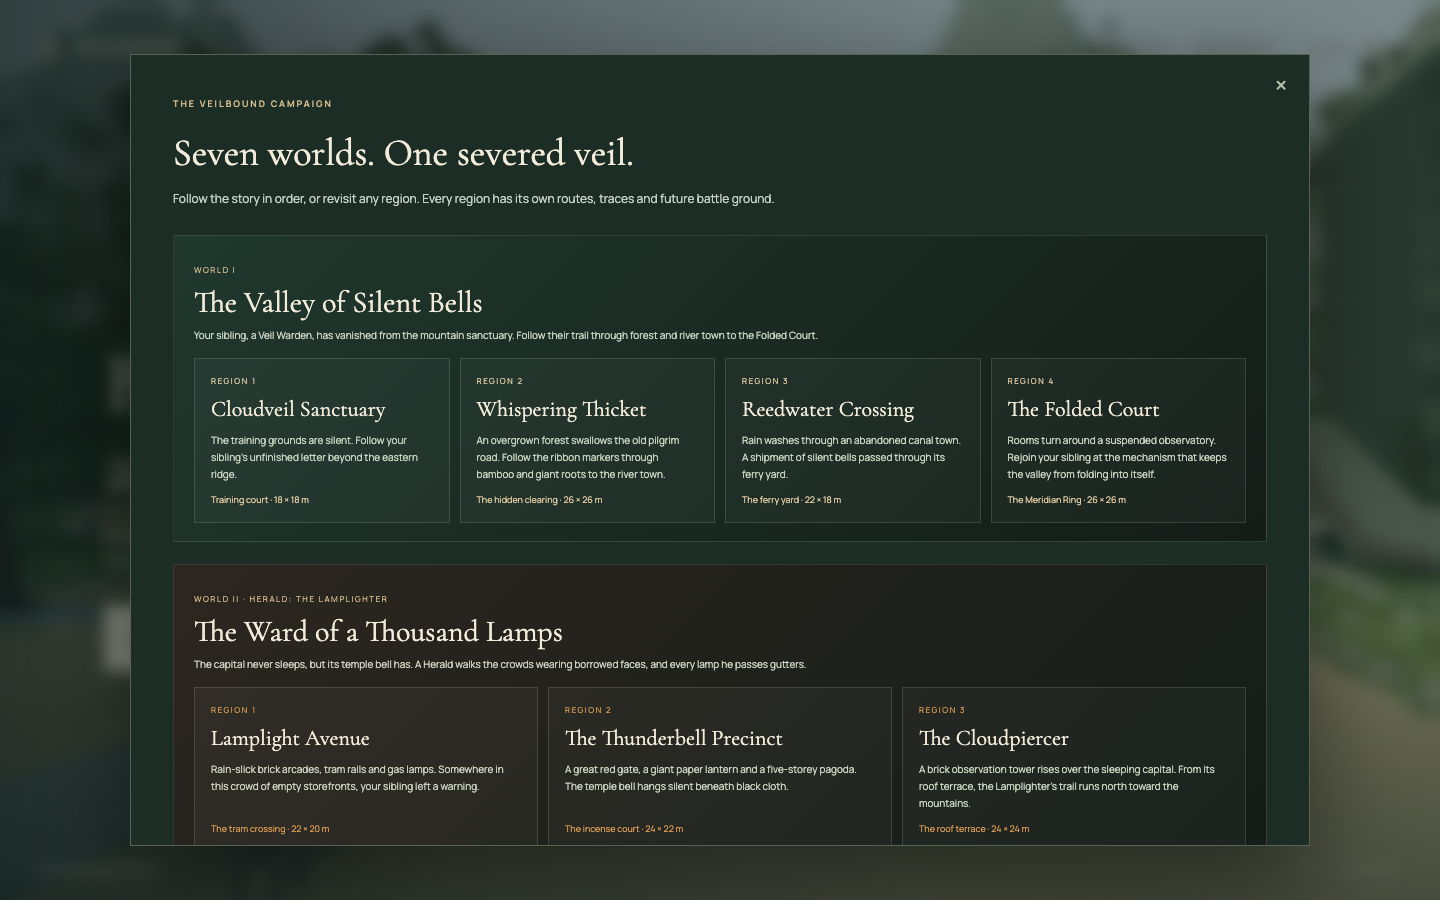 ×
THE VEILBOUND CAMPAIGN
Seven worlds. One severed veil.
Follow the story in order, or revisit any region. Every region has its own routes, traces and future battle ground.
WORLD I
The Valley of Silent Bells
Your sibling, a Veil Warden, has vanished from the mountain sanctuary. Follow their trail through forest and river town to the Folded Court.
REGION 1
Cloudveil Sanctuary
The training grounds are silent. Follow your
sibling's unfinished letter beyond the eastern
ridge.
Training court · 18 × 18 m
REGION 2
Whispering Thicket
An overgrown forest swallows the old pilgrim
road. Follow the ribbon markers through
bamboo and giant roots to the river town.
The hidden clearing · 26 × 26 m
REGION 3
Reedwater Crossing
Rain washes through an abandoned canal town.
A shipment of silent bells passed through its
ferry yard.
The ferry yard · 22 × 18 m
REGION 4
The Folded Court
Rooms turn around a suspended observatory.
Rejoin your sibling at the mechanism that keeps
the valley from folding into itself.
The Meridian Ring · 26 × 26 m
WORLD II · HERALD: THE LAMPLIGHTER
The Ward of a Thousand Lamps
The capital never sleeps, but its temple bell has. A Herald walks the crowds wearing borrowed faces, and every lamp he passes gutters.
REGION 1
Lamplight Avenue
Rain-slick brick arcades, tram rails and gas lamps. Somewhere in
this crowd of empty storefronts, your sibling left a warning.
The tram crossing · 22 × 20 m
REGION 2
The Thunderbell Precinct
A great red gate, a giant paper lantern and a five-storey pagoda.
The temple bell hangs silent beneath black cloth.
The incense court · 24 × 22 m
REGION 3
The Cloudpiercer
A brick observation tower rises over the sleeping capital. From its
roof terrace, the Lamplighter's trail runs north toward the
mountains.
The roof terrace · 24 × 24 m